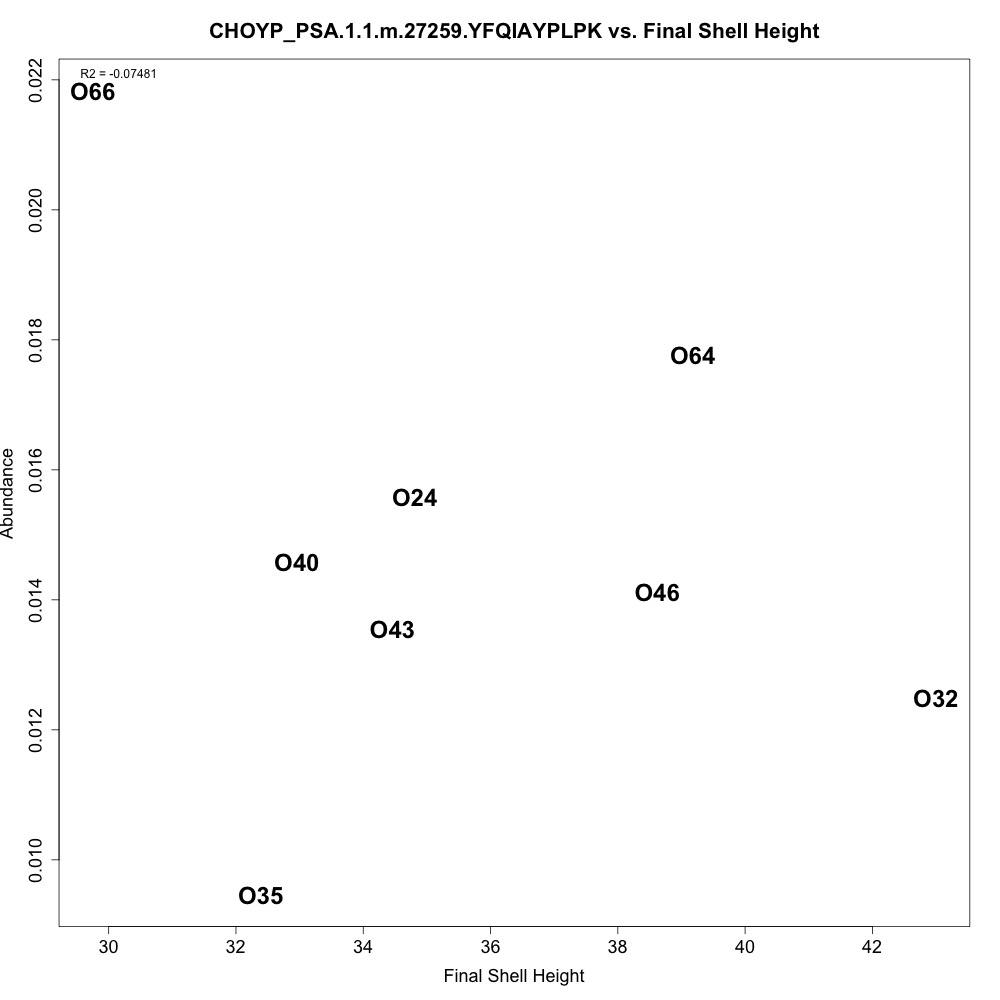 CHOYP_PSA.1.1.m.27259.YFQIAYPLPK vs. Final Shell Height
R2 = -0.07481
O66
O64
O24
O40
O46
O43
O32
O35
Abundance
0.022
0.020
0.018
0.016
0.014
0.012
0.010
30 32 34 36 38 40 42
Final Shell Height